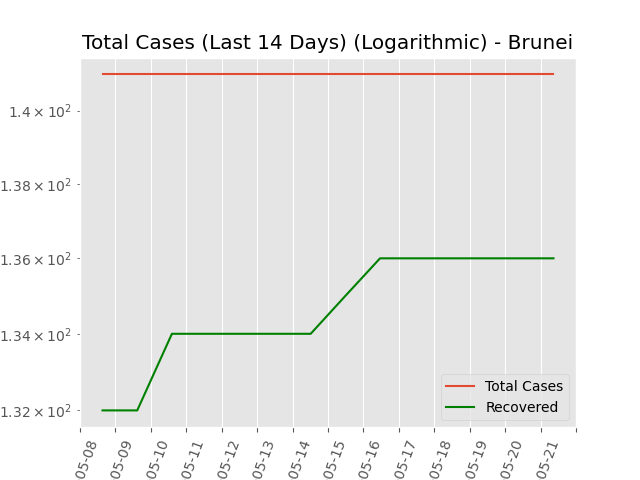 Total Cases (Last 14 Days) (Logarithmic) - Brunei
1.4 × 10²
1.38 × 10²
1.36 × 10²
1.34 × 10²
1.32 × 10²
Total Cases
Recovered
05-08
05-09
05-10
05-11
05-12
05-13
05-14
05-15
05-16
05-17
05-18
05-19
05-20
05-21